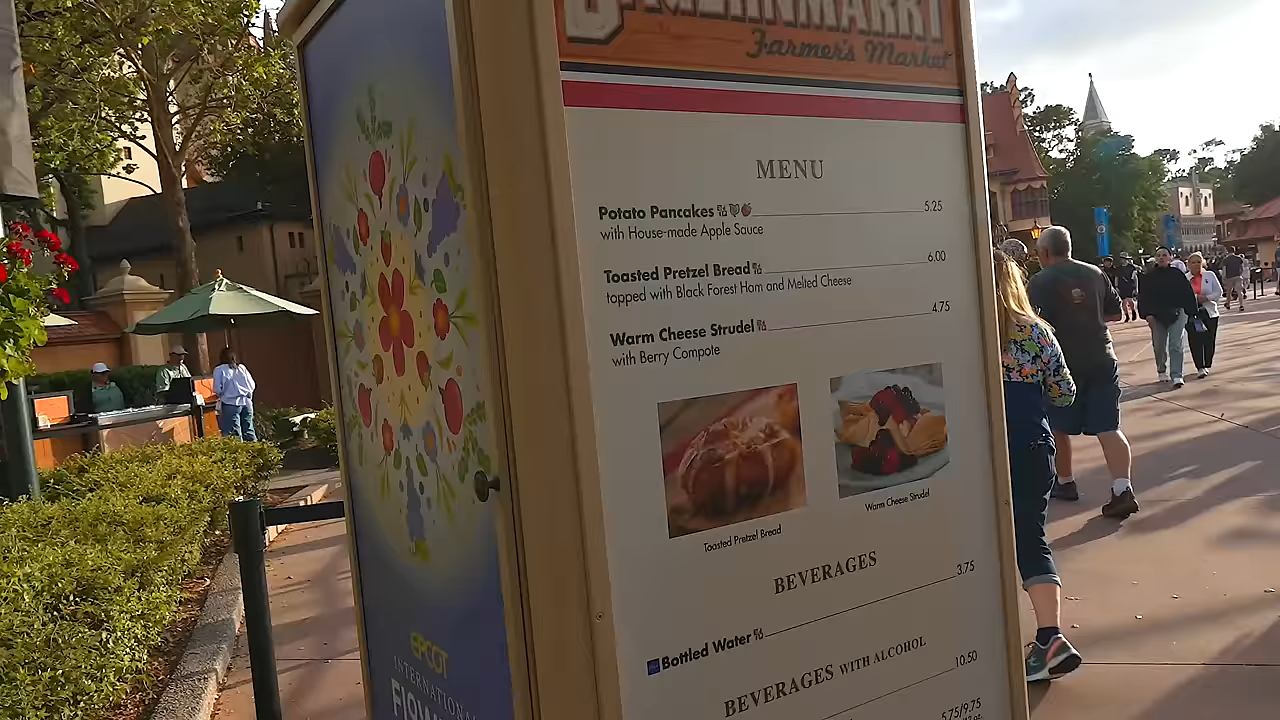 Farmer's Market
MENU
Potato Pancakes 5.25
with House-made Apple Sauce
Toasted Pretzel Bread 6.00
topped with Black Forest Ham and Melted Cheese
Warm Cheese Strudel 4.75
with Berry Compote
Toasted Pretzel Bread
Warm Cheese Strudel
BEVERAGES
Bottled Water 3.75
BEVERAGES WITH ALCOHOL
10.50
5.75/9.75
EPCOT
INTERNATIONAL